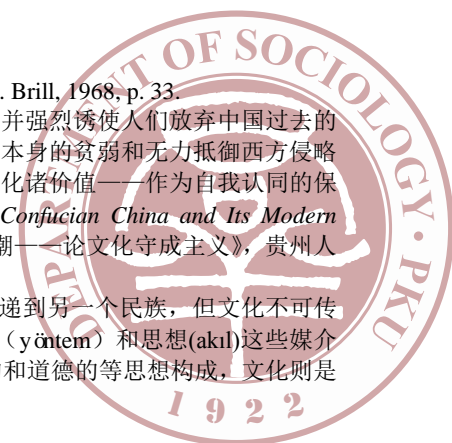 . Brill, 1968, p. 33.
并强烈诱使人们放弃中国过去的
本身的贫弱和无力抵御西方侵略
化诸价值——作为自我认同的保
Confucian China and Its Modern
潮——论文化守成主义》，贵州人
递到另一个民族，但文化不可传
（yöntem）和思想(akıl)这些媒介
和道德的等思想构成，文化则是
DEPARTMENT OF SOCIOLOGY · PKU
1922